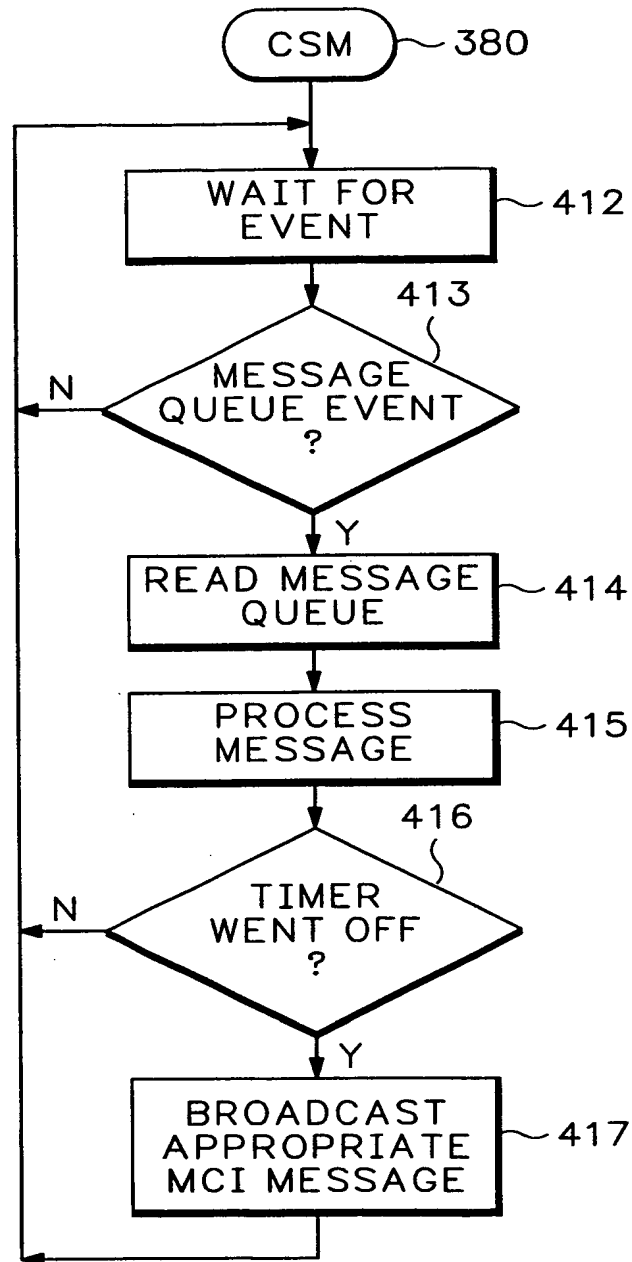 CSM
380
WAIT FOR
EVENT
412
413
MESSAGE
QUEUE EVENT
?
N
Y
READ MESSAGE
QUEUE
414
PROCESS
MESSAGE
415
416
TIMER
WENT OFF
?
N
Y
BROADCAST
APPROPRIATE
MCI MESSAGE
417